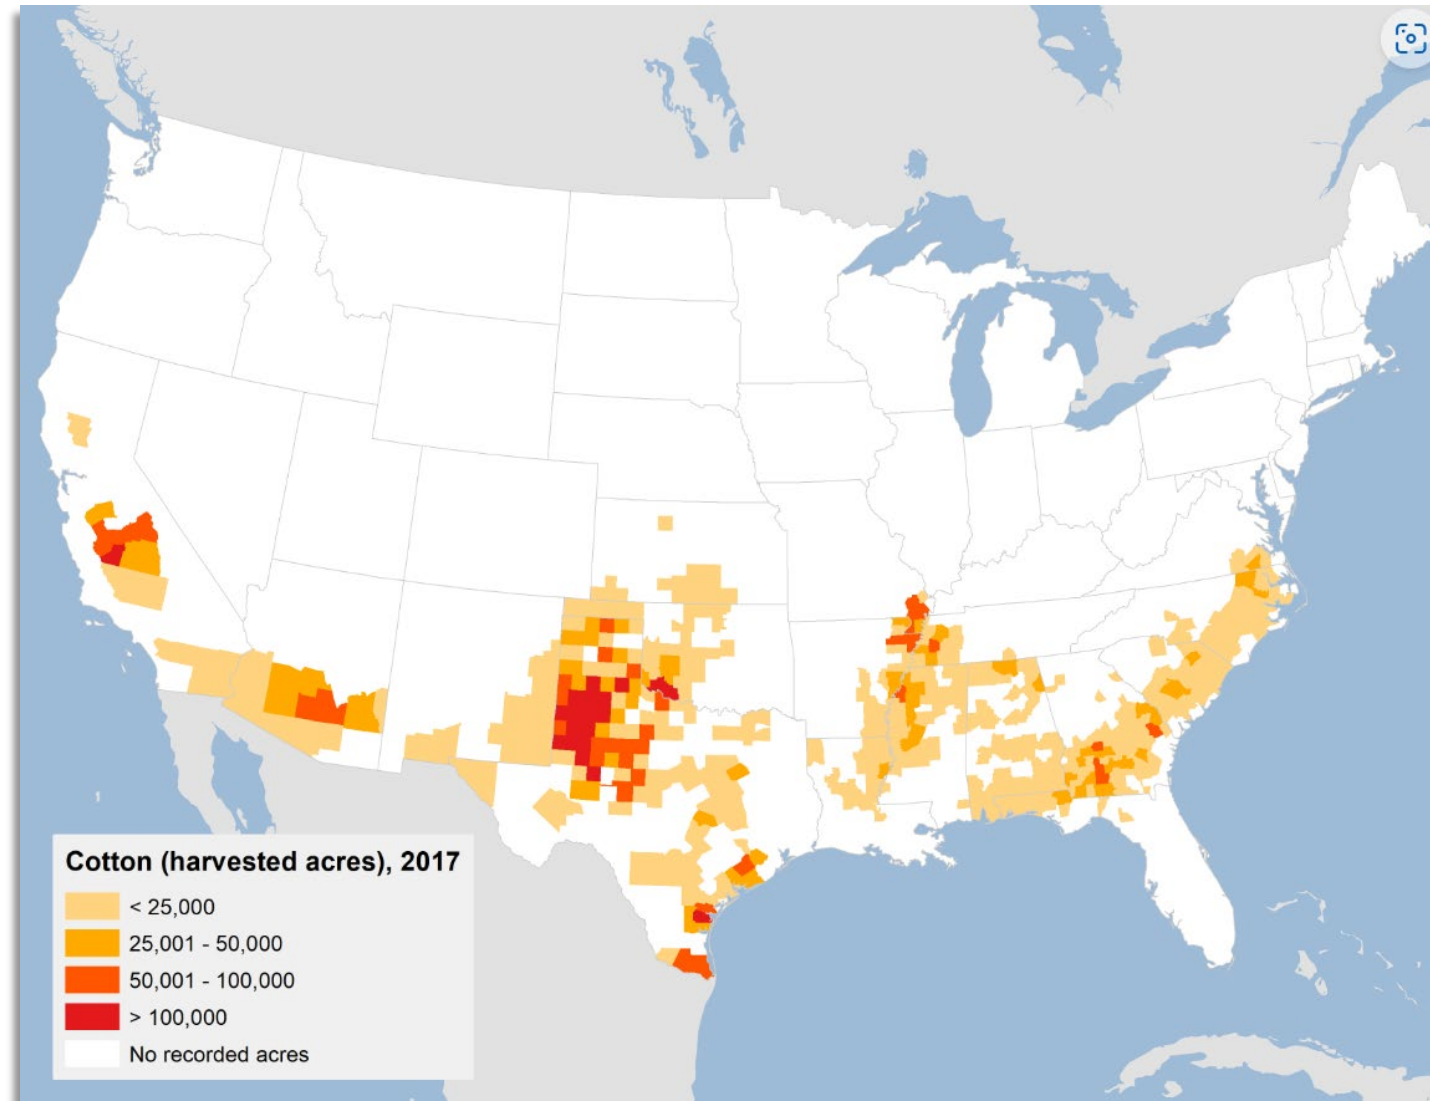 Cotton (harvested acres), 2017
< 25,000
25,001 - 50,000
50,001 - 100,000
> 100,000
No recorded acres